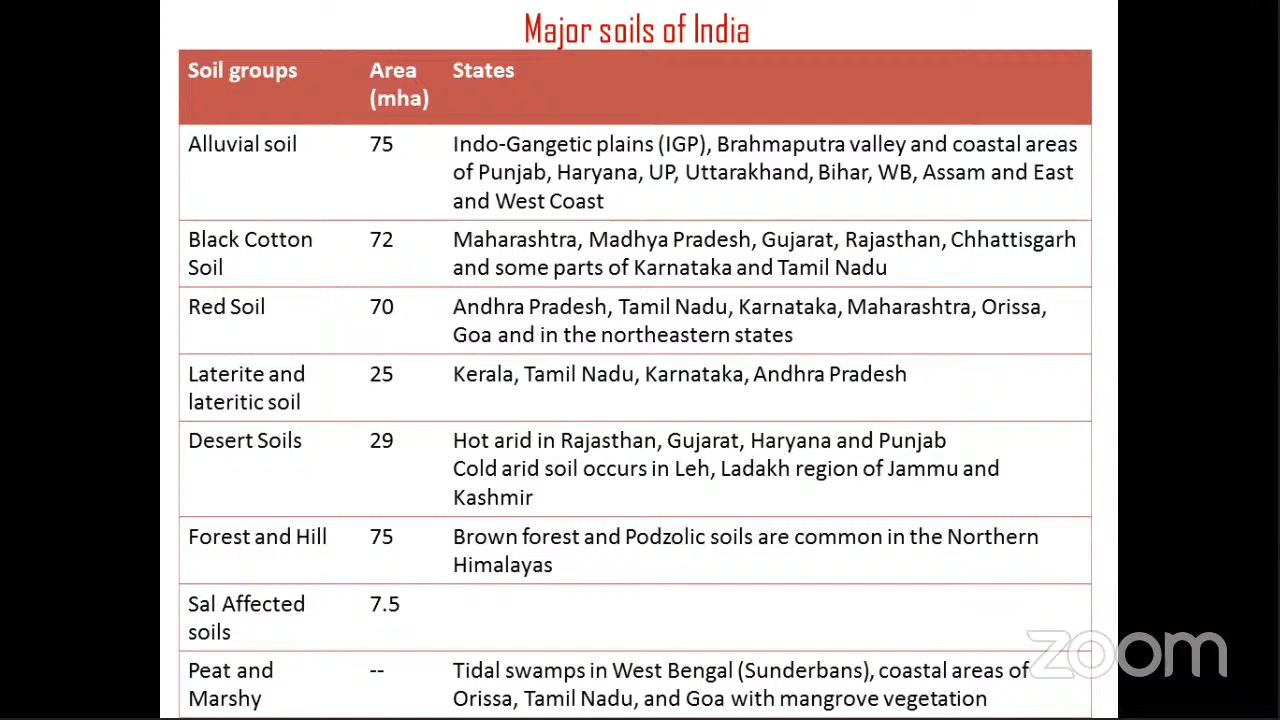 Major soils of India
Soil groups Area (mha) States
Alluvial soil 75 Indo-Gangetic plains (IGP), Brahmaputra valley and coastal areas
of Punjab, Haryana, UP, Uttarakhand, Bihar, WB, Assam and East
and West Coast
Black Cotton Soil 72 Maharashtra, Madhya Pradesh, Gujarat, Rajasthan, Chhattisgarh
and some parts of Karnataka and Tamil Nadu
Red Soil 70 Andhra Pradesh, Tamil Nadu, Karnataka, Maharashtra, Orissa,
Goa and in the northeastern states
Laterite and lateritic soil 25 Kerala, Tamil Nadu, Karnataka, Andhra Pradesh
Desert Soils 29 Hot arid in Rajasthan, Gujarat, Haryana and Punjab
Cold arid soil occurs in Leh, Ladakh region of Jammu and
Kashmir
Forest and Hill 75 Brown forest and Podzolic soils are common in the Northern
Himalayas
Sal Affected soils 7.5
Peat and Marshy -- Tidal swamps in West Bengal (Sunderbans), coastal areas of
Orissa, Tamil Nadu, and Goa with mangrove vegetation
zoom